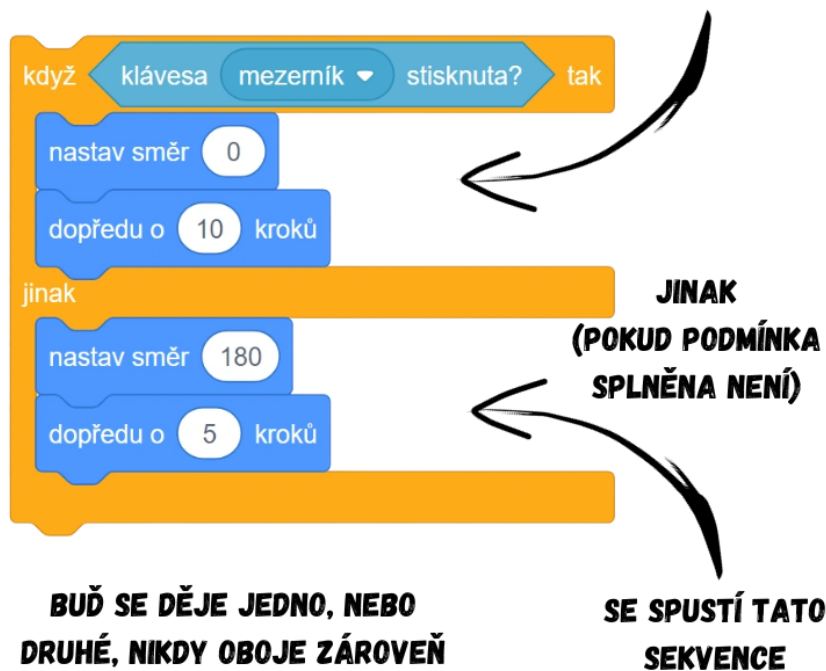 když klávesa mezerník stisknuta? tak
nastav směr 0
dopředu o 10 kroků
jinak
nastav směr 180
dopředu o 5 kroků
JINAK
(POKUD PODMÍNKA
SPLNĚNA NENÍ)
BUĎ SE DĚJE JEDNO, NEBO
DRUHÉ, NIKDY OBOJE ZÁROVEŇ
SE SPUSTÍ TATO
SEKVENCE